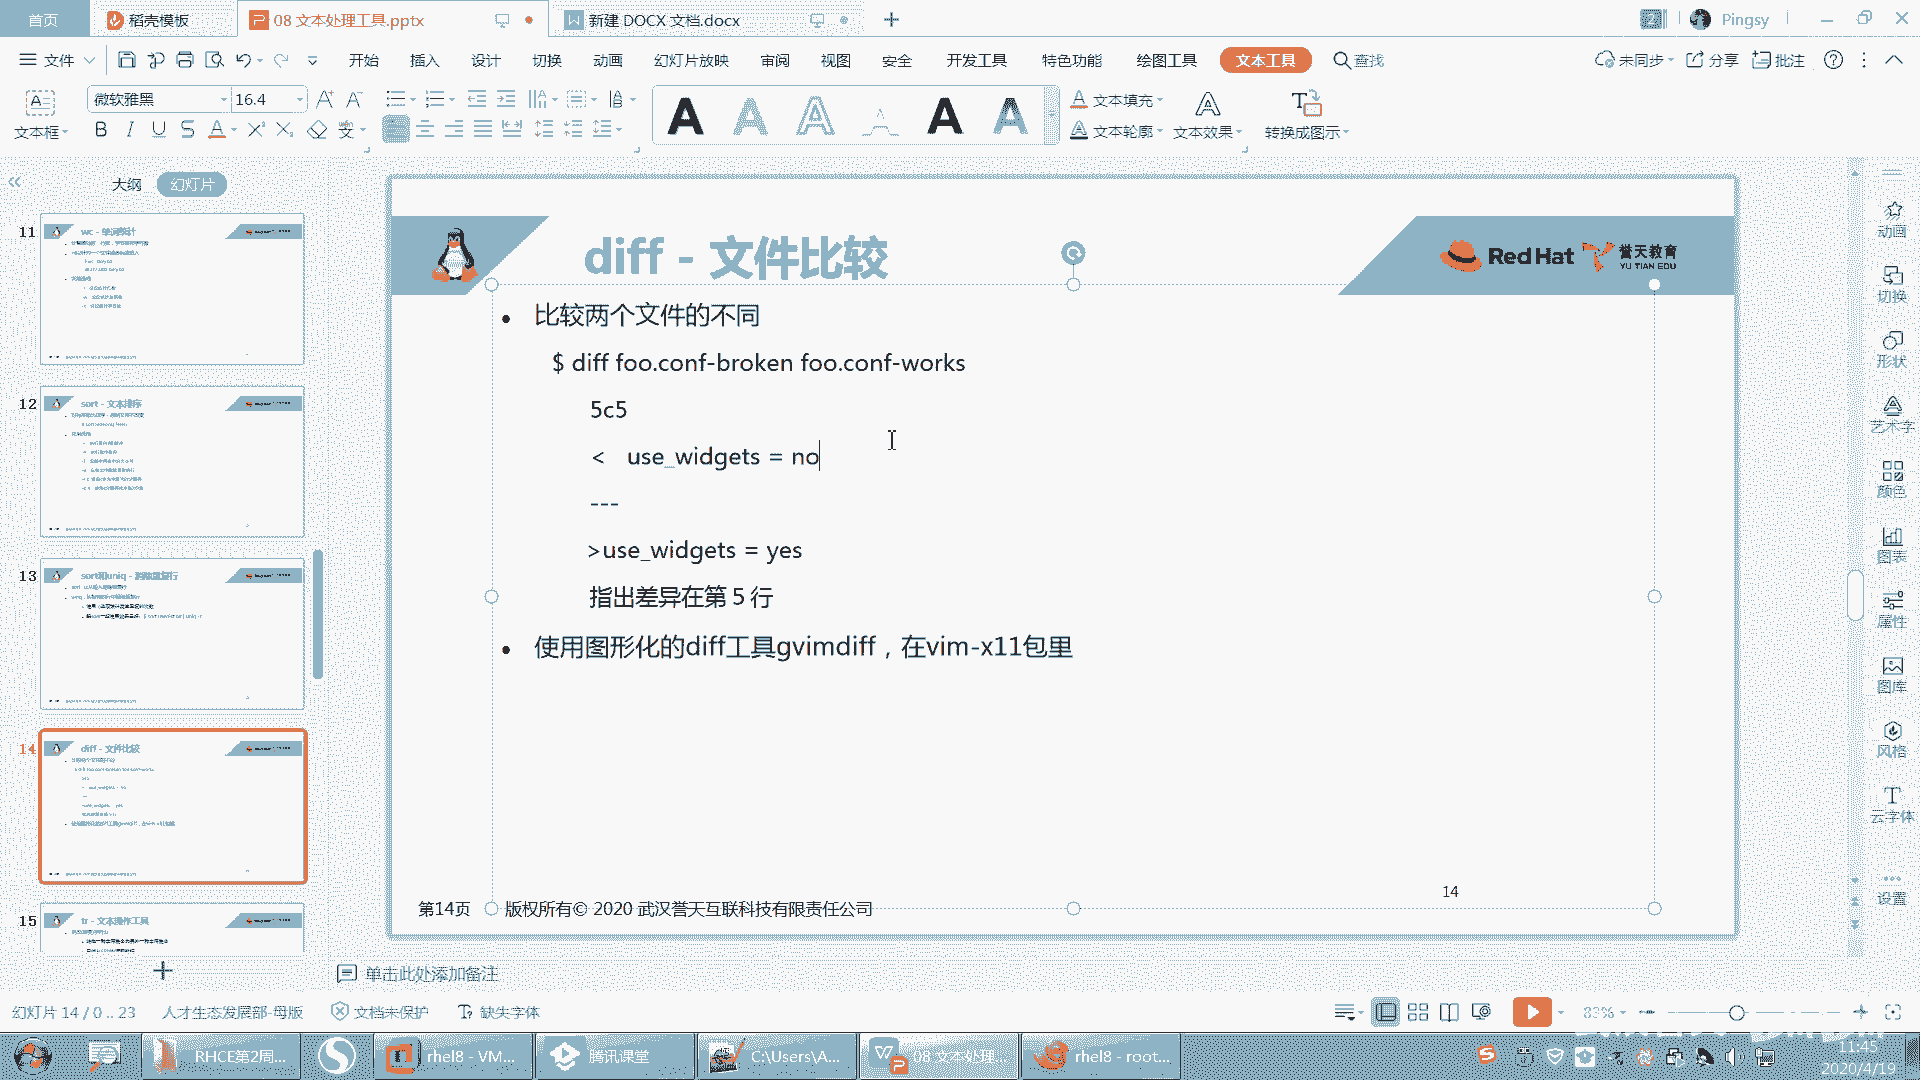 首页
稻壳模板
08 文本处理工具.pptx
新建 DOCX 文档.docx
Pingsy
文件
开始 插入 设计 切换 动画 幻灯片放映 审阅 视图 安全 开发工具 特色功能 绘图工具 文本工具 查找
未同步 分享 批注
文本框
微软雅黑 16.4
文本填充
文本轮廓
文本效果
转换成图示
大纲 幻灯片
11
wc - 单词统计
12
sort - 文本排序
13
sort和uniq - 消除重复行
14
diff - 文件比较
15
tr - 文本操作工具
diff - 文件比较
Red Hat
誉天教育
YU TIAN EDU
• 比较两个文件的不同
$ diff foo.conf-broken foo.conf-works
5c5
< use_widgets = no
---
>use_widgets = yes
指出差异在第 5 行
• 使用图形化的diff工具gvimdiff，在vim-x11包里
14
第14页
版权所有© 2020 武汉誉天互联科技有限责任公司
动画
切换
形状
艺术字
颜色
图表
属性
图库
风格
云字体
设置
单击此处添加备注
幻灯片 14 / 0 .. 23
人才生态发展部-母版
文档未保护
缺失字体
83%
RHCE第2周...
rhel8 - VM...
腾讯课堂
C:\Users\A...
08 文本处理...
rhel8 - root...
11:45
2020/4/19